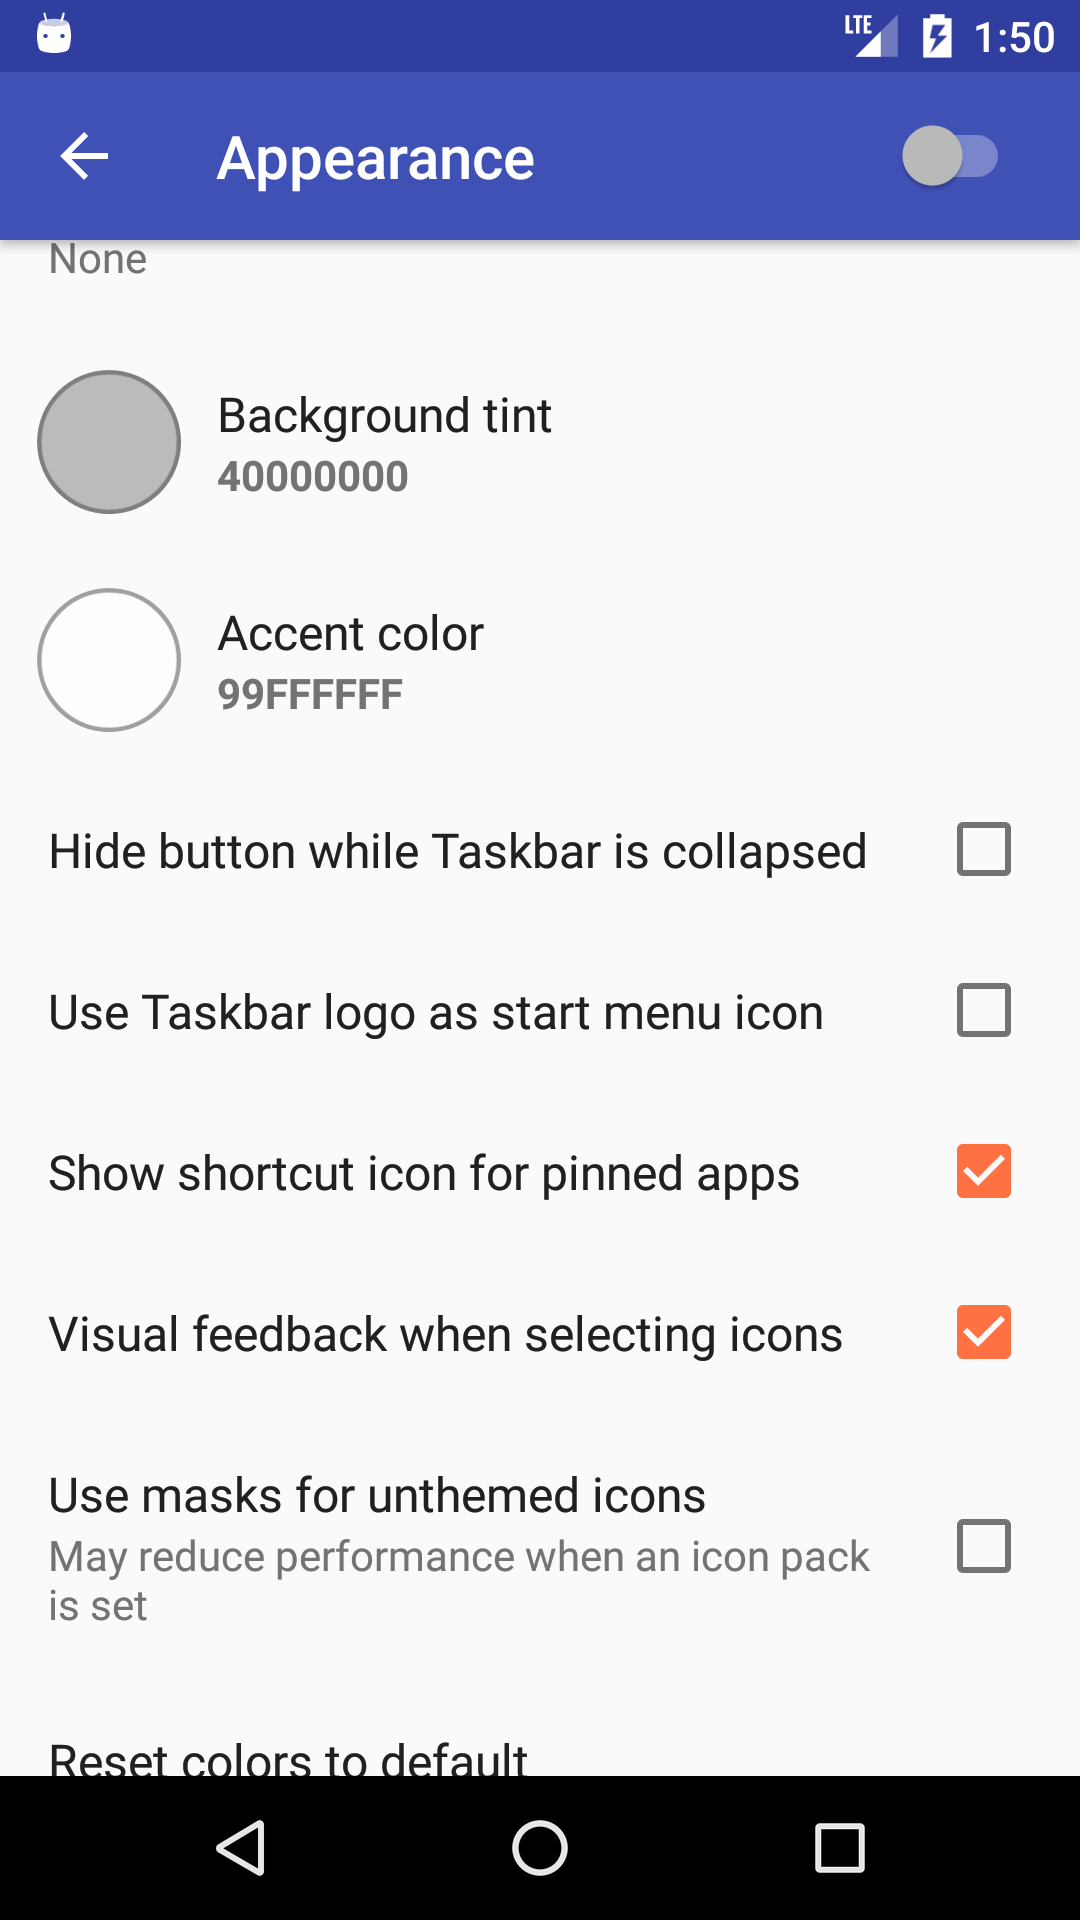 LTE 1:50
Appearance
None
Background tint
40000000
Accent color
99FFFFFF
Hide button while Taskbar is collapsed
Use Taskbar logo as start menu icon
Show shortcut icon for pinned apps
Visual feedback when selecting icons
Use masks for unthemed icons
May reduce performance when an icon pack
is set
Reset colors to default